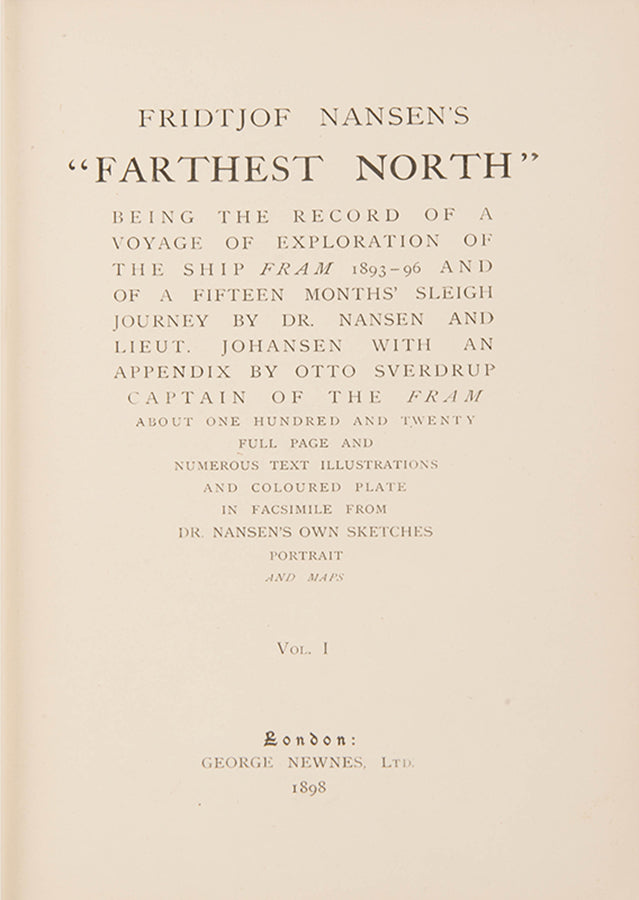 FRIDTJOF NANSEN'S
"FARTHEST NORTH"
BEING THE RECORD OF A
VOYAGE OF EXPLORATION OF
THE SHIP FRAM 1893–96 AND
OF A FIFTEEN MONTHS' SLEIGH
JOURNEY BY DR. NANSEN AND
LIEUT. JOHANSEN WITH AN
APPENDIX BY OTTO SVERDRUP
CAPTAIN OF THE FRAM
ABOUT ONE HUNDRED AND TWENTY
FULL PAGE AND
NUMEROUS TEXT ILLUSTRATIONS
AND COLOURED PLATE
IN FACSIMILE FROM
DR. NANSEN'S OWN SKETCHES
PORTRAIT
AND MAPS
VOL. I
London:
GEORGE NEWNES, LTD.
1898